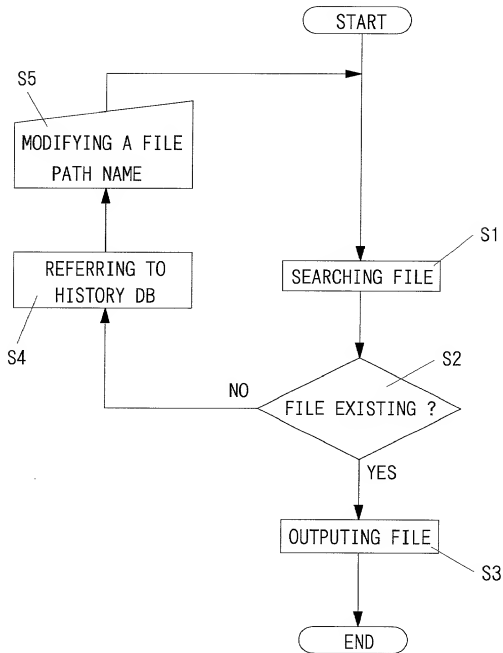 START
S5
MODIFYING A FILE
PATH NAME
S1
SEARCHING FILE
REFERRING TO
HISTORY DB
S4
S2
NO
FILE EXISTING ?
YES
OUTPUTING FILE
S3
END